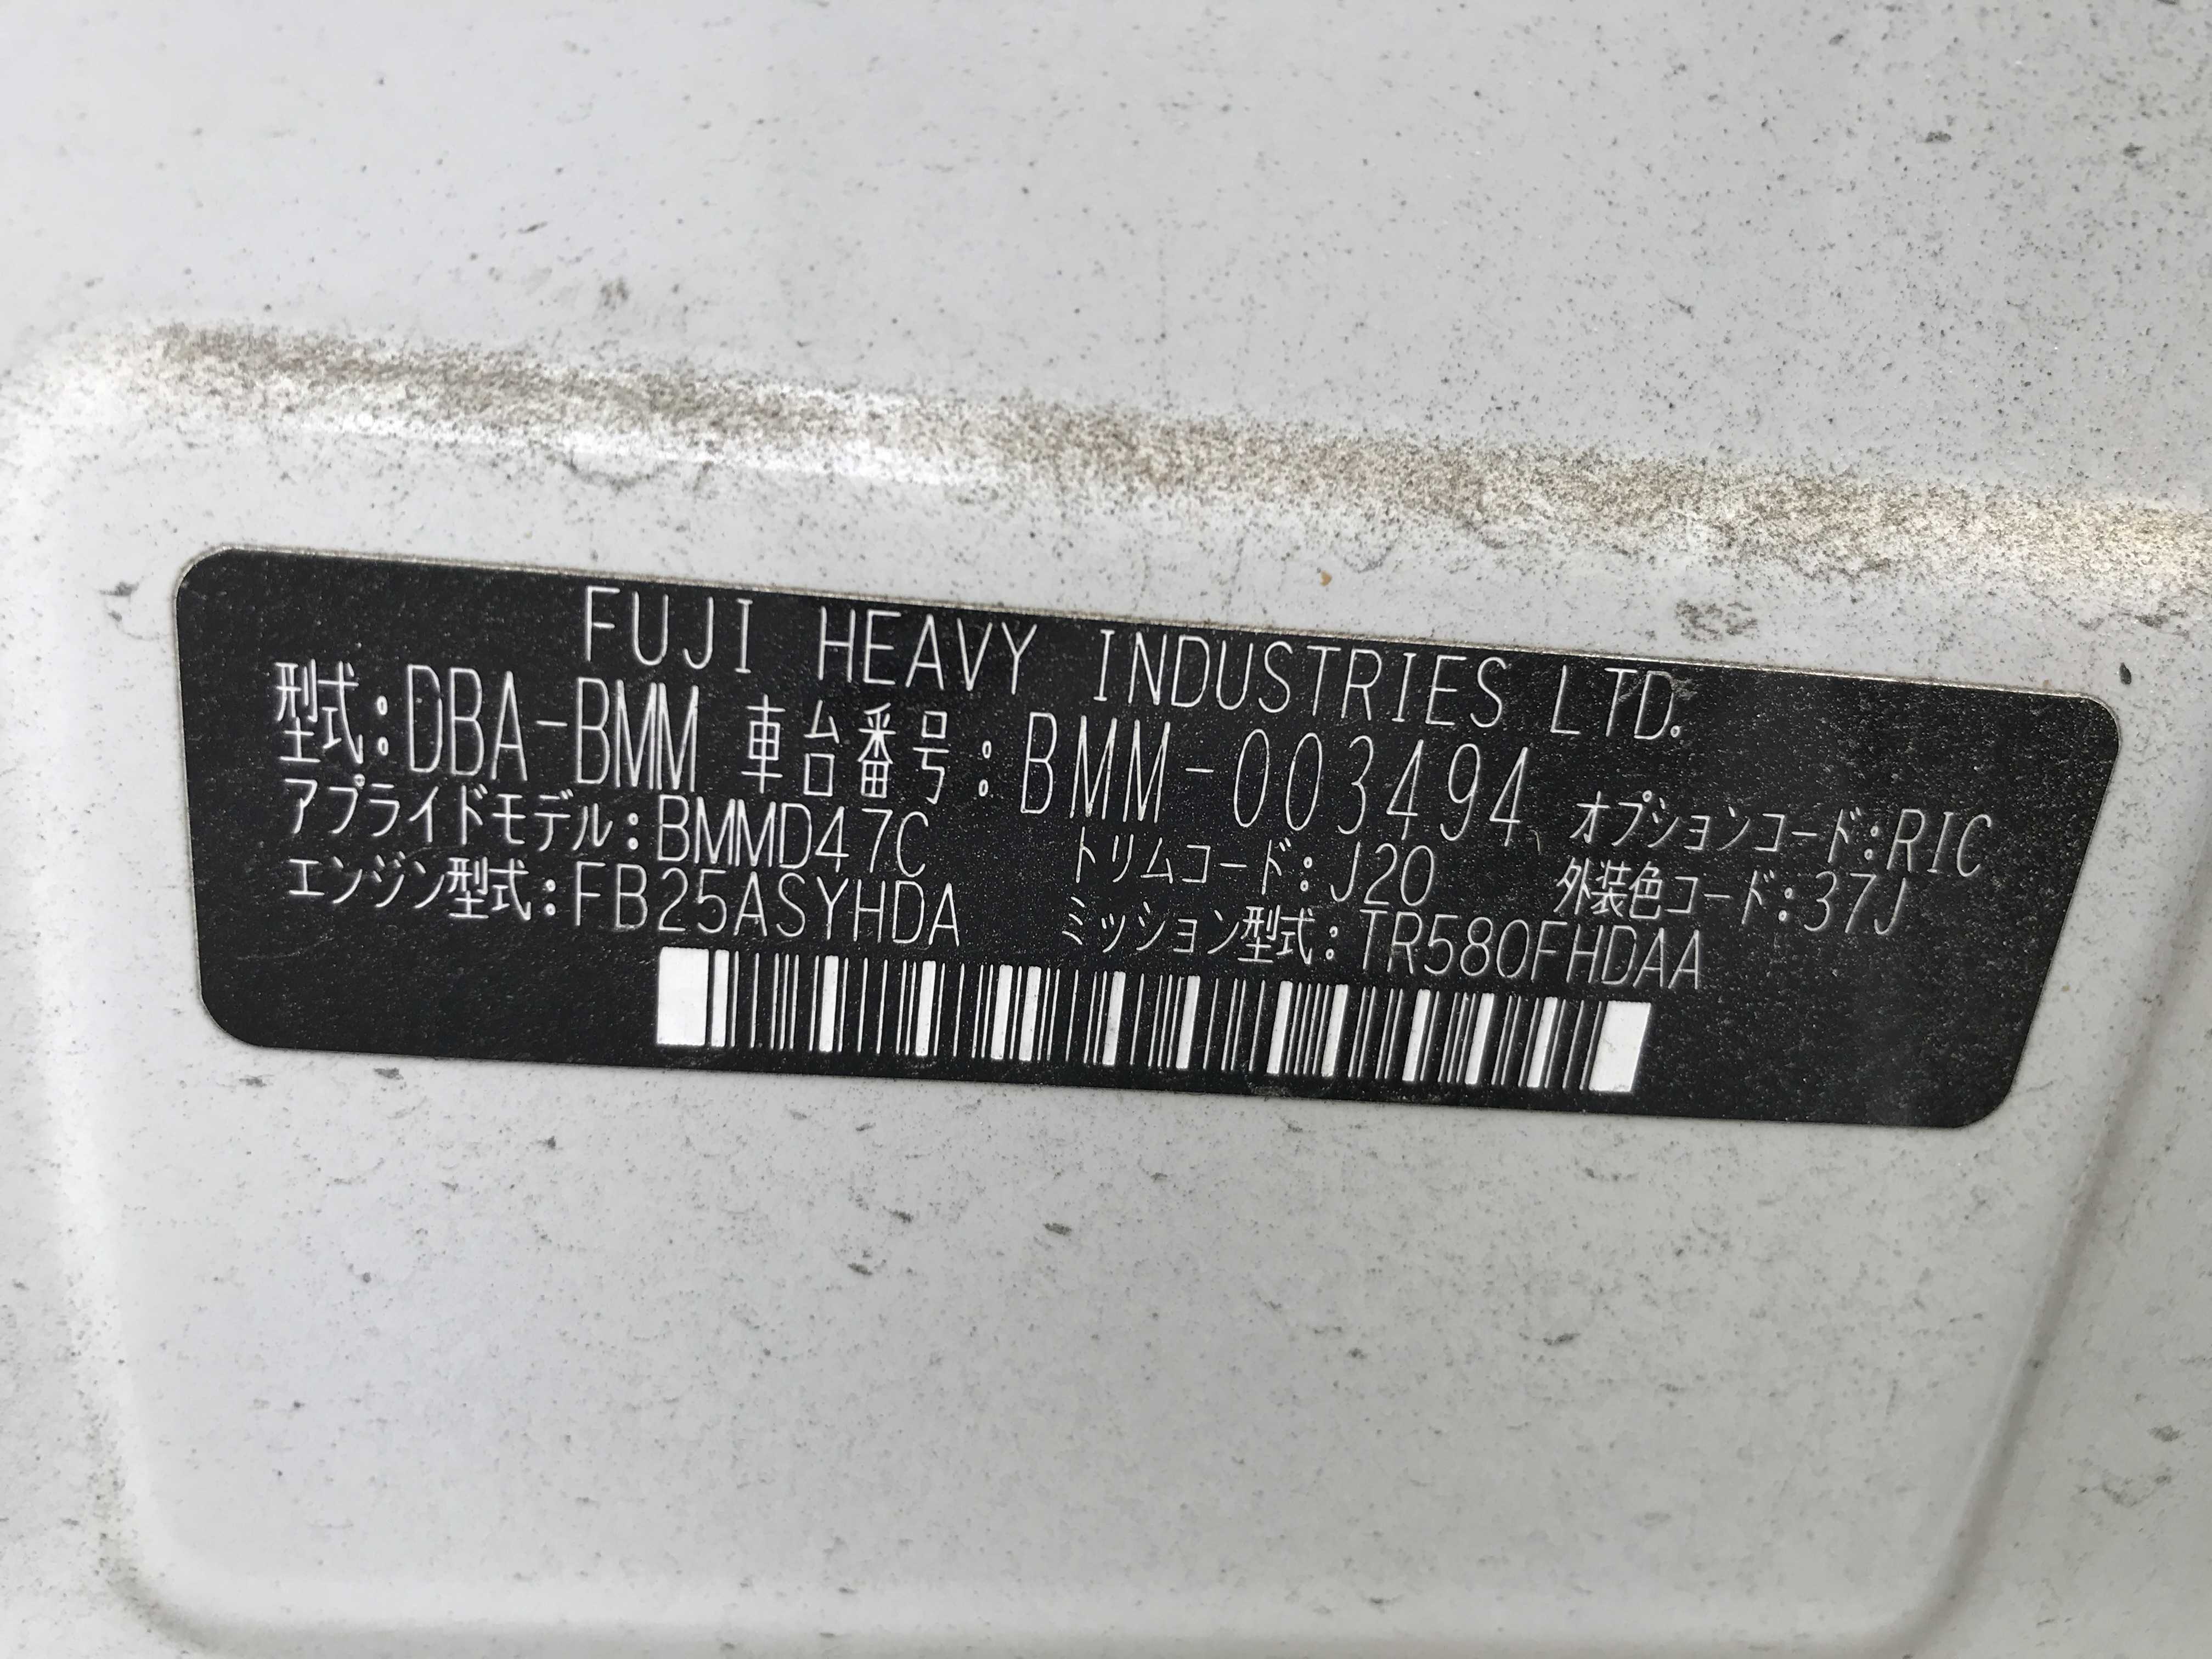 FUJI HEAVY INDUSTRIES LTD.
型式:DBA-BMM 車台番号:BMM-003494 オプションコード:RIC
アプライドモデル:BMMD47C トリムコード:J20 外装色コード:37J
エンジン型式:FB25ASYHDA ミッション型式:TR580FHDAA